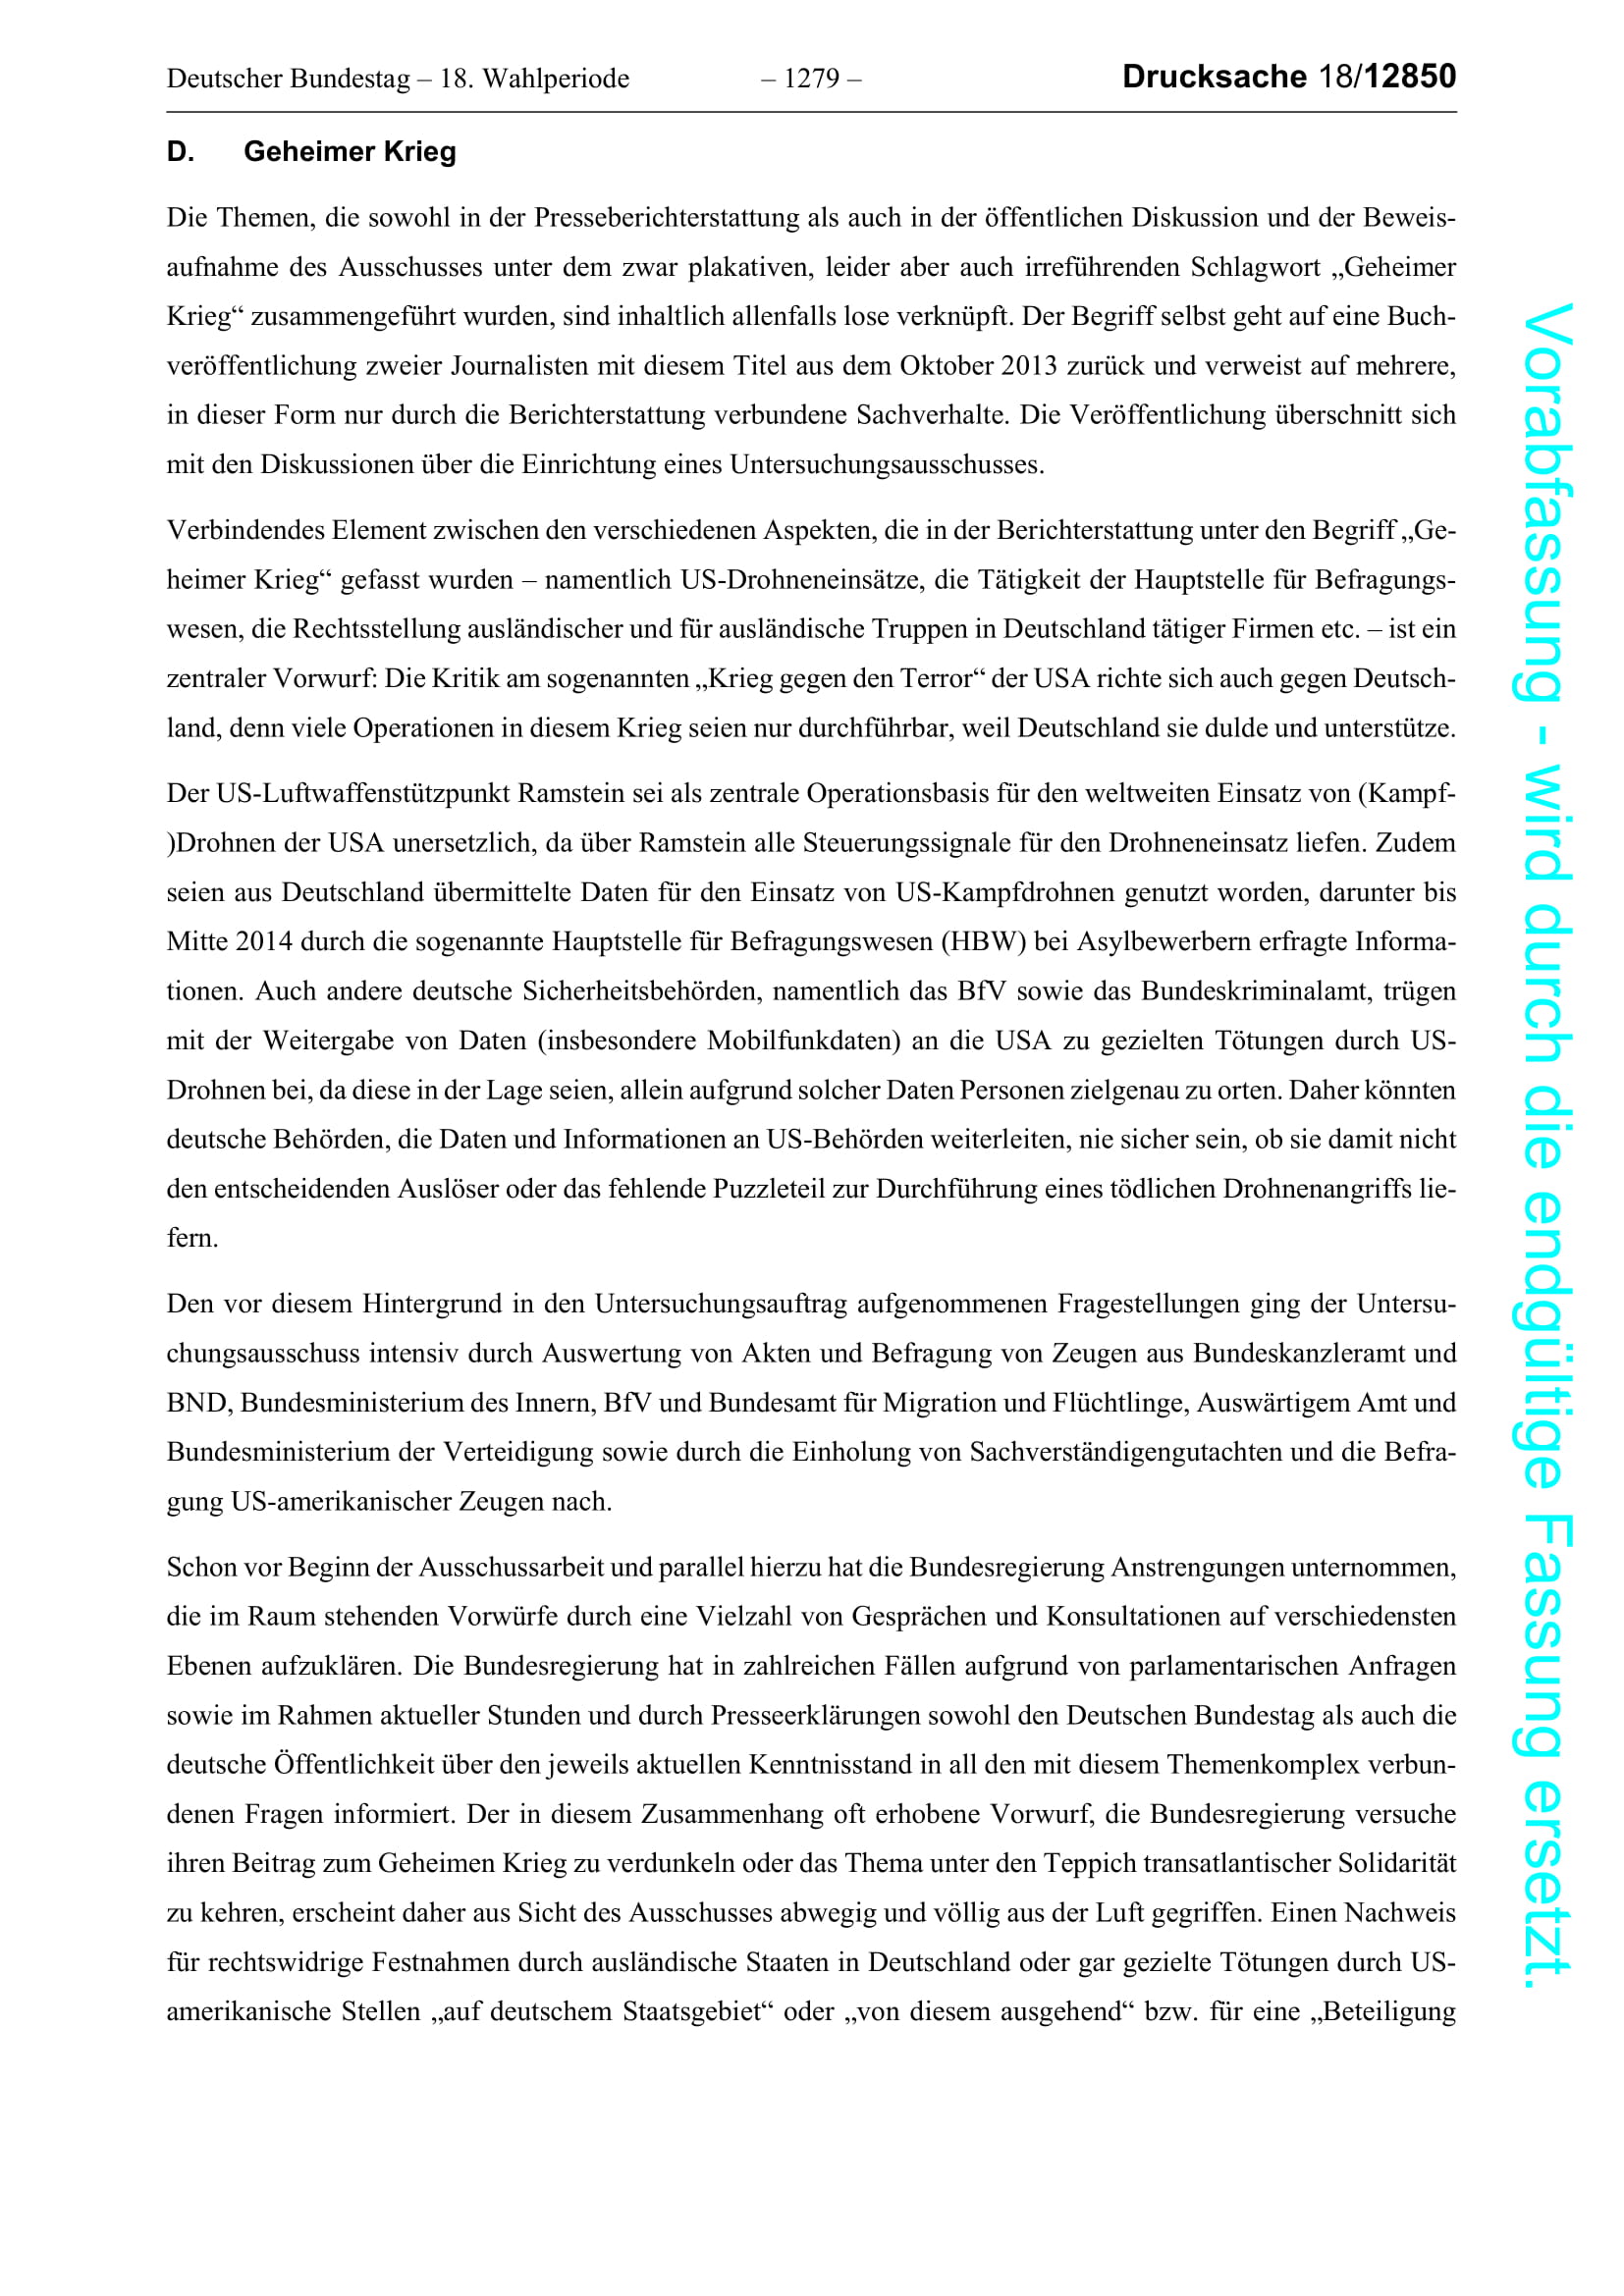 Deutscher Bundestag – 18. Wahlperiode – 1279 – Drucksache 18/12850
D. Geheimer Krieg
Die Themen, die sowohl in der Presseberichterstattung als auch in der öffentlichen Diskussion und der Beweis-
aufnahme des Ausschusses unter dem zwar plakativen, leider aber auch irreführenden Schlagwort „Geheimer
Krieg“ zusammengeführt wurden, sind inhaltlich allenfalls lose verknüpft. Der Begriff selbst geht auf eine Buch-
veröffentlichung zweier Journalisten mit diesem Titel aus dem Oktober 2013 zurück und verweist auf mehrere,
in dieser Form nur durch die Berichterstattung verbundene Sachverhalte. Die Veröffentlichung überschnitt sich
mit den Diskussionen über die Einrichtung eines Untersuchungsausschusses.
Verbindendes Element zwischen den verschiedenen Aspekten, die in der Berichterstattung unter den Begriff „Ge-
heimer Krieg“ gefasst wurden – namentlich US-Drohneneinsätze, die Tätigkeit der Hauptstelle für Befragungs-
wesen, die Rechtsstellung ausländischer und für ausländische Truppen in Deutschland tätiger Firmen etc. – ist ein
zentraler Vorwurf: Die Kritik am sogenannten „Krieg gegen den Terror“ der USA richte sich auch gegen Deutsch-
land, denn viele Operationen in diesem Krieg seien nur durchführbar, weil Deutschland sie dulde und unterstütze.
Der US-Luftwaffenstützpunkt Ramstein sei als zentrale Operationsbasis für den weltweiten Einsatz von (Kampf-
)Drohnen der USA unersetzlich, da über Ramstein alle Steuerungssignale für den Drohneneinsatz liefen. Zudem
seien aus Deutschland übermittelte Daten für den Einsatz von US-Kampfdrohnen genutzt worden, darunter bis
Mitte 2014 durch die sogenannte Hauptstelle für Befragungswesen (HBW) bei Asylbewerbern erfragte Informa-
tionen. Auch andere deutsche Sicherheitsbehörden, namentlich das BfV sowie das Bundeskriminalamt, trügen
mit der Weitergabe von Daten (insbesondere Mobilfunkdaten) an die USA zu gezielten Tötungen durch US-
Drohnen bei, da diese in der Lage seien, allein aufgrund solcher Daten Personen zielgenau zu orten. Daher könnten
deutsche Behörden, die Daten und Informationen an US-Behörden weiterleiten, nie sicher sein, ob sie damit nicht
den entscheidenden Auslöser oder das fehlende Puzzleteil zur Durchführung eines tödlichen Drohnenangriffs lie-
fern.
Den vor diesem Hintergrund in den Untersuchungsauftrag aufgenommenen Fragestellungen ging der Untersu-
chungsausschuss intensiv durch Auswertung von Akten und Befragung von Zeugen aus Bundeskanzleramt und
BND, Bundesministerium des Innern, BfV und Bundesamt für Migration und Flüchtlinge, Auswärtigem Amt und
Bundesministerium der Verteidigung sowie durch die Einholung von Sachverständigengutachten und die Befra-
gung US-amerikanischer Zeugen nach.
Schon vor Beginn der Ausschussarbeit und parallel hierzu hat die Bundesregierung Anstrengungen unternommen,
die im Raum stehenden Vorwürfe durch eine Vielzahl von Gesprächen und Konsultationen auf verschiedensten
Ebenen aufzuklären. Die Bundesregierung hat in zahlreichen Fällen aufgrund von parlamentarischen Anfragen
sowie im Rahmen aktueller Stunden und durch Presseerklärungen sowohl den Deutschen Bundestag als auch die
deutsche Öffentlichkeit über den jeweils aktuellen Kenntnisstand in all den mit diesem Themenkomplex verbun-
denen Fragen informiert. Der in diesem Zusammenhang oft erhobene Vorwurf, die Bundesregierung versuche
ihren Beitrag zum Geheimen Krieg zu verdunkeln oder das Thema unter den Teppich transatlantischer Solidarität
zu kehren, erscheint daher aus Sicht des Ausschusses abwegig und völlig aus der Luft gegriffen. Einen Nachweis
für rechtswidrige Festnahmen durch ausländische Staaten in Deutschland oder gar gezielte Tötungen durch US-
amerikanische Stellen „auf deutschem Staatsgebiet“ oder „von diesem ausgehend“ bzw. für eine „Beteiligung
Vorabfassung - wird durch die endgültige Fassung ersetzt.